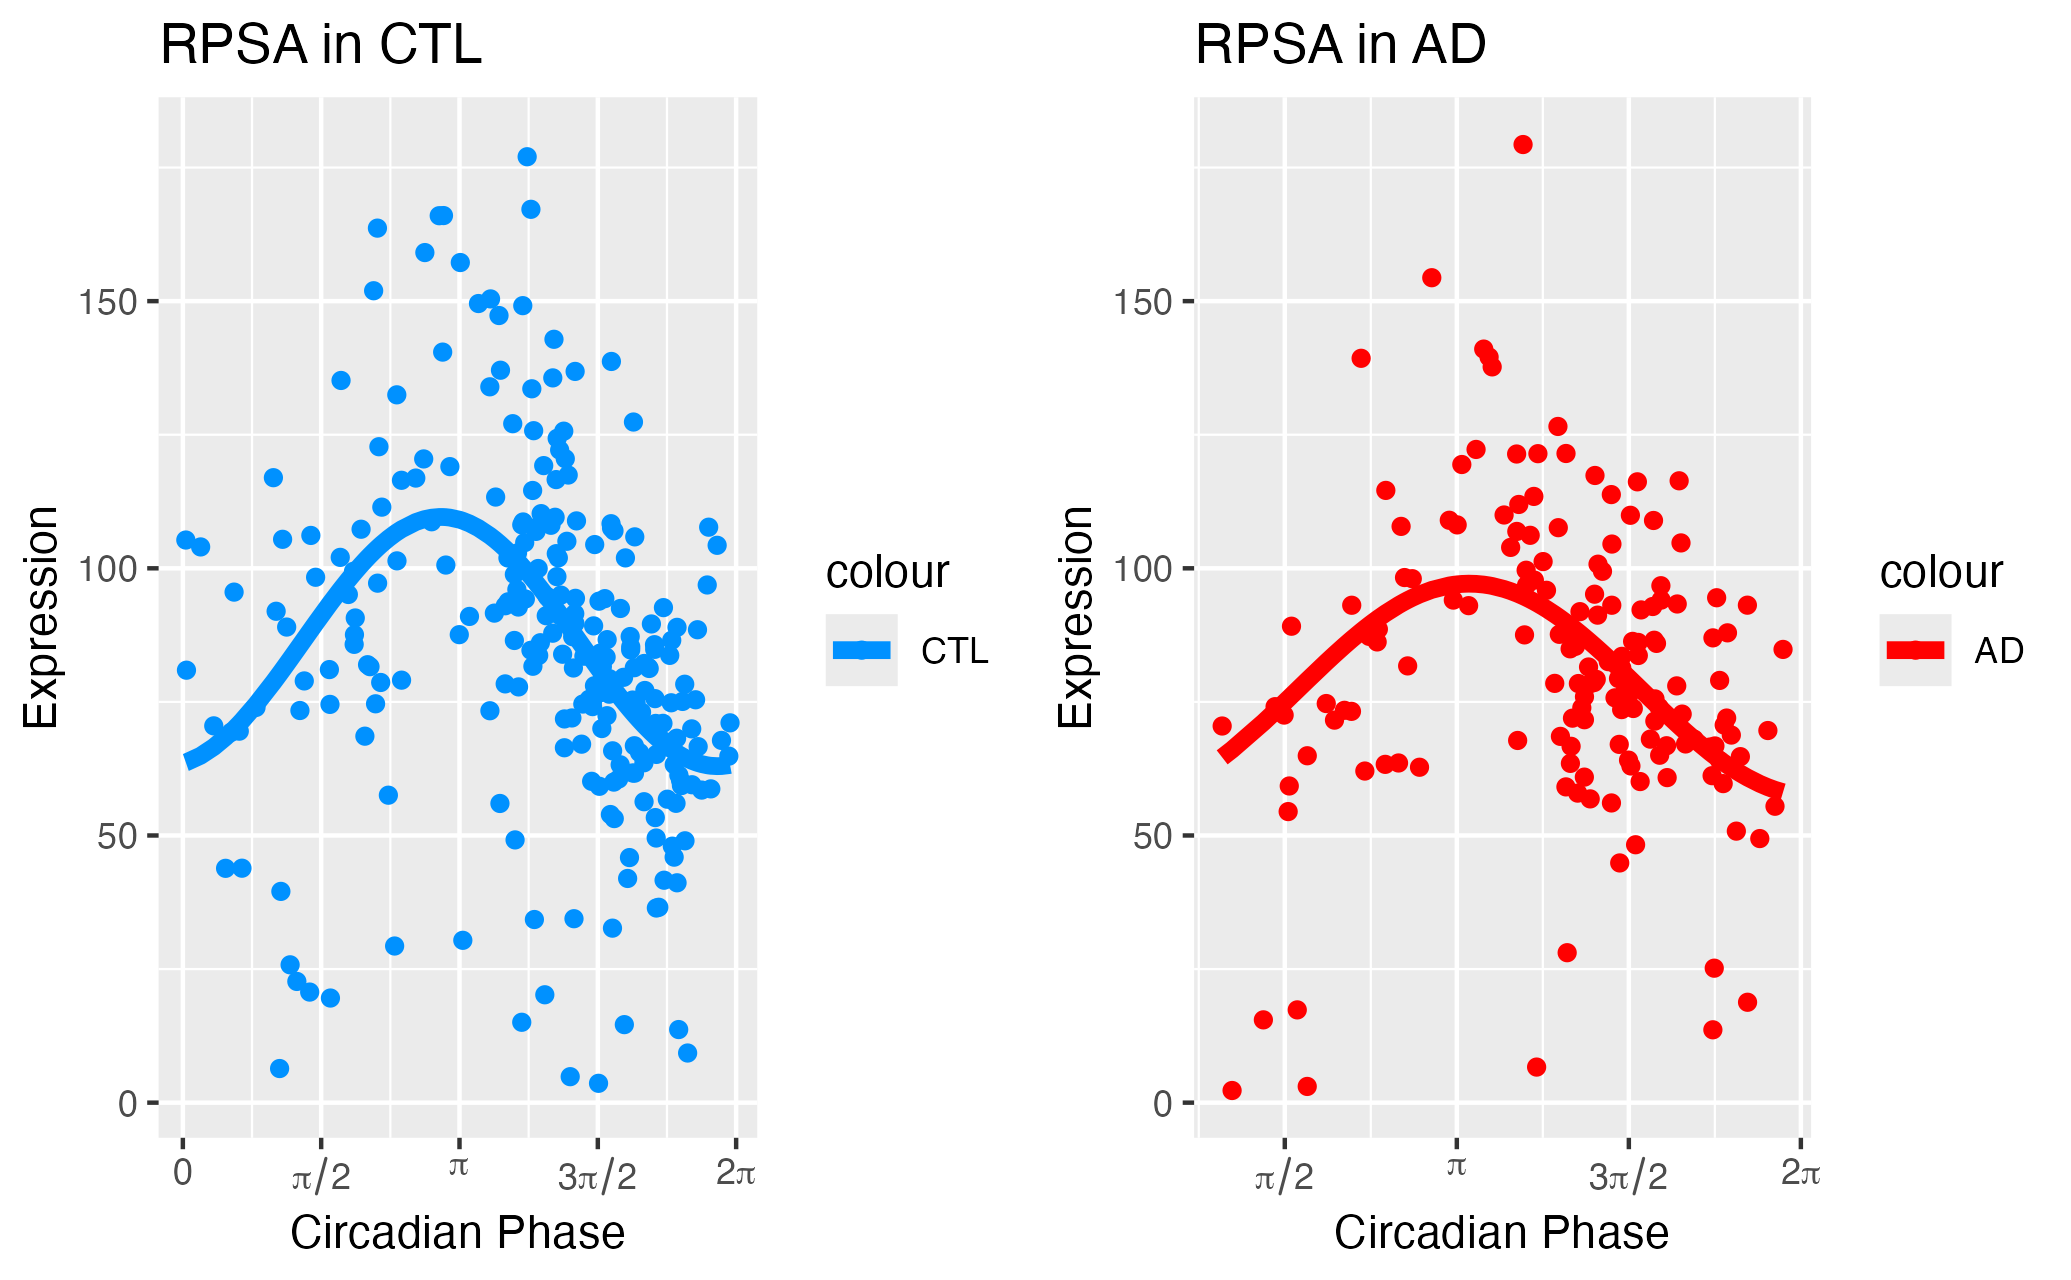 RPSA in CTL
Expression
150
100
50
0
0
π/2
π
3π/2
2π
Circadian Phase
colour
CTL
RPSA in AD
Expression
150
100
50
0
π/2
π
3π/2
2π
Circadian Phase
colour
AD